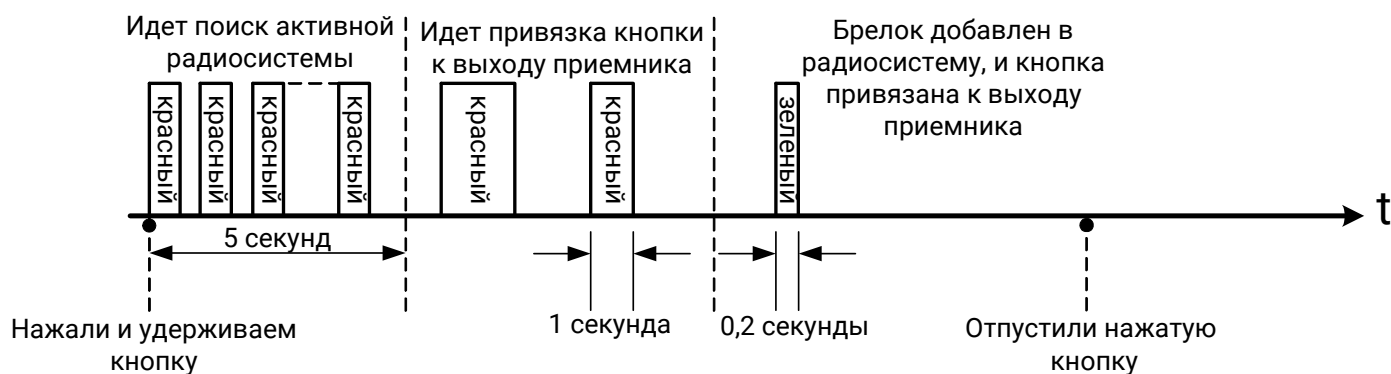 Идет поиск активной
радиосистемы
Идет привязка кнопки
к выходу приемника
Брелок добавлен в
радиосистему, и кнопка
привязана к выходу
приемника
красный
красный
красный
красный
красный
красный
зеленый
t
5 секунд
1 секунда
0,2 секунды
Нажали и удерживаем
кнопку
Отпустили нажатую
кнопку